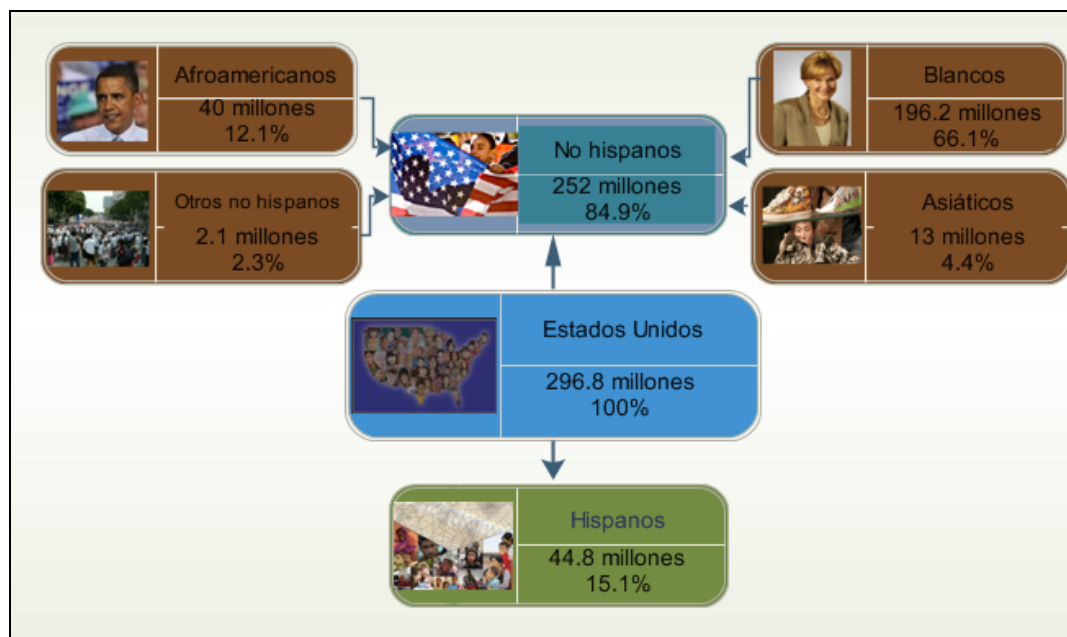 Afroamericanos
40 millones
12.1%
Otros no hispanos
2.1 millones
2.3%
No hispanos
252 millones
84.9%
Blancos
196.2 millones
66.1%
Asiáticos
13 millones
4.4%
Estados Unidos
296.8 millones
100%
Hispanos
44.8 millones
15.1%